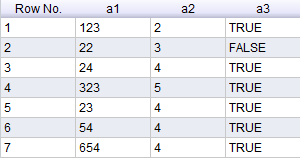 Row No. a1 a2 a3
1 123 2 TRUE
2 22 3 FALSE
3 24 4 TRUE
4 323 5 TRUE
5 23 4 TRUE
6 54 4 TRUE
7 654 4 TRUE